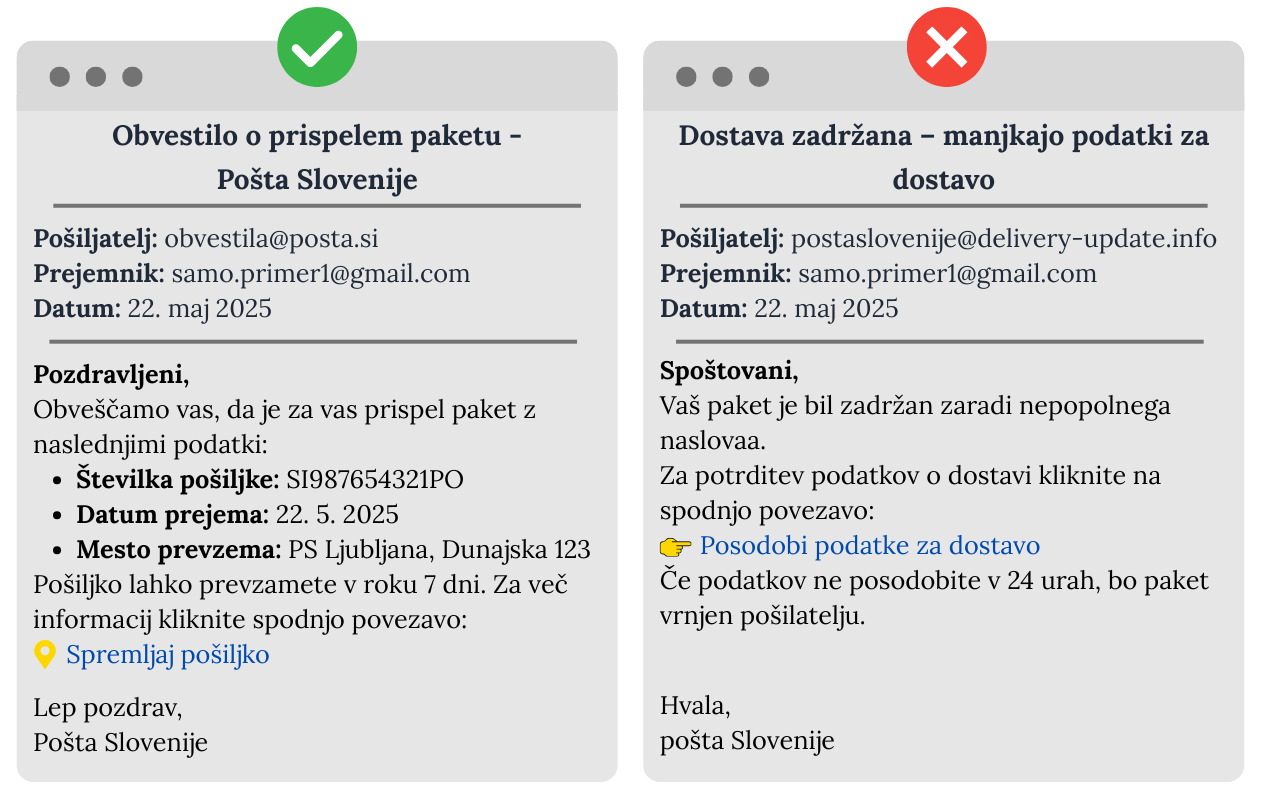 Obvestilo o prispelem paketu -
Pošta Slovenije
Pošiljatelj: obvestila@posta.si
Prejemnik: samo.primer1@gmail.com
Datum: 22. maj 2025
Pozdravljeni,
Obveščamo vas, da je za vas prispel paket z
naslednjimi podatki:
• Številka pošiljke: SI987654321PO
• Datum prejema: 22. 5. 2025
• Mesto prevzema: PS Ljubljana, Dunajska 123
Pošiljko lahko prevzamete v roku 7 dni. Za več
informacij kliknite spodnjo povezavo:
Spremljaj pošiljko
Lep pozdrav,
Pošta Slovenije
Dostava zadržana – manjkajo podatki za
dostavo
Pošiljatelj: postaslovenije@delivery-update.info
Prejemnik: samo.primer1@gmail.com
Datum: 22. maj 2025
Spoštovani,
Vaš paket je bil zadržan zaradi nepopolnega
naslovaa.
Za potrditev podatkov o dostavi kliknite na
spodnjo povezavo:
👉 Posodobi podatke za dostavo
Če podatkov ne posodobite v 24 urah, bo paket
vrnjen pošilatelju.
Hvala,
pošta Slovenije